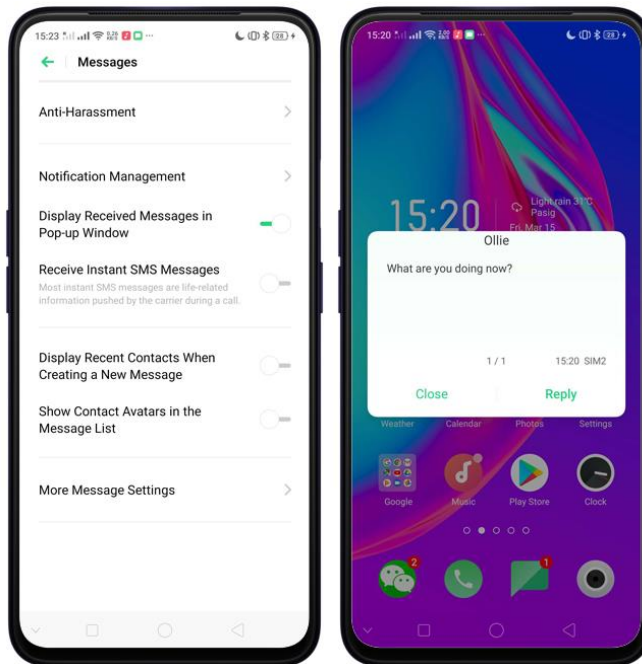 15:23
28
Messages
Anti-Harassment
Notification Management
Display Received Messages in
Pop-up Window
Receive Instant SMS Messages
Most instant SMS messages are life-related
information pushed by the carrier during a call.
Display Recent Contacts When
Creating a New Message
Show Contact Avatars in the
Message List
More Message Settings
15:20
28
15:20
Light rain 31°C
Pasig
Fri, Mar 15
Ollie
What are you doing now?
1 / 1
15:20 SIM2
Close
Reply
Weather
Calendar
Photos
Settings
Google
Music
Play Store
Clock
2
1